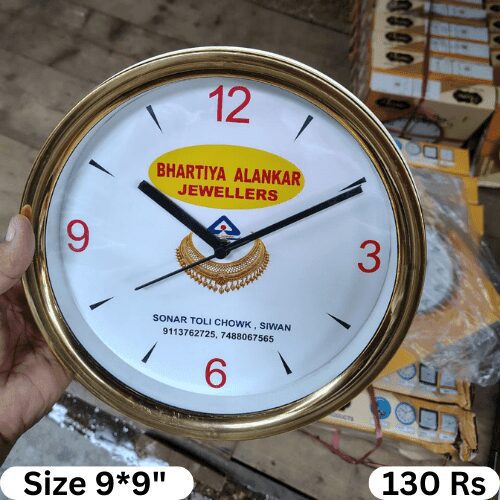 12
BHARTIYA ALANKAR
JEWELLERS
9
3
SONAR TOLI CHOWK , SIWAN
9113762725, 7488067565
6
Size 9*9"
130 Rs